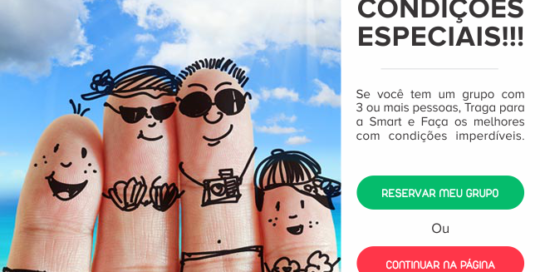 CONDIÇÕES
ESPECIAIS!!!
Se você tem um grupo com
3 ou mais pessoas, Traga para
a Smart e Faça os melhores
com condições imperdíveis.
RESERVAR MEU GRUPO
Ou
CONTINUAR NA PÁGINA